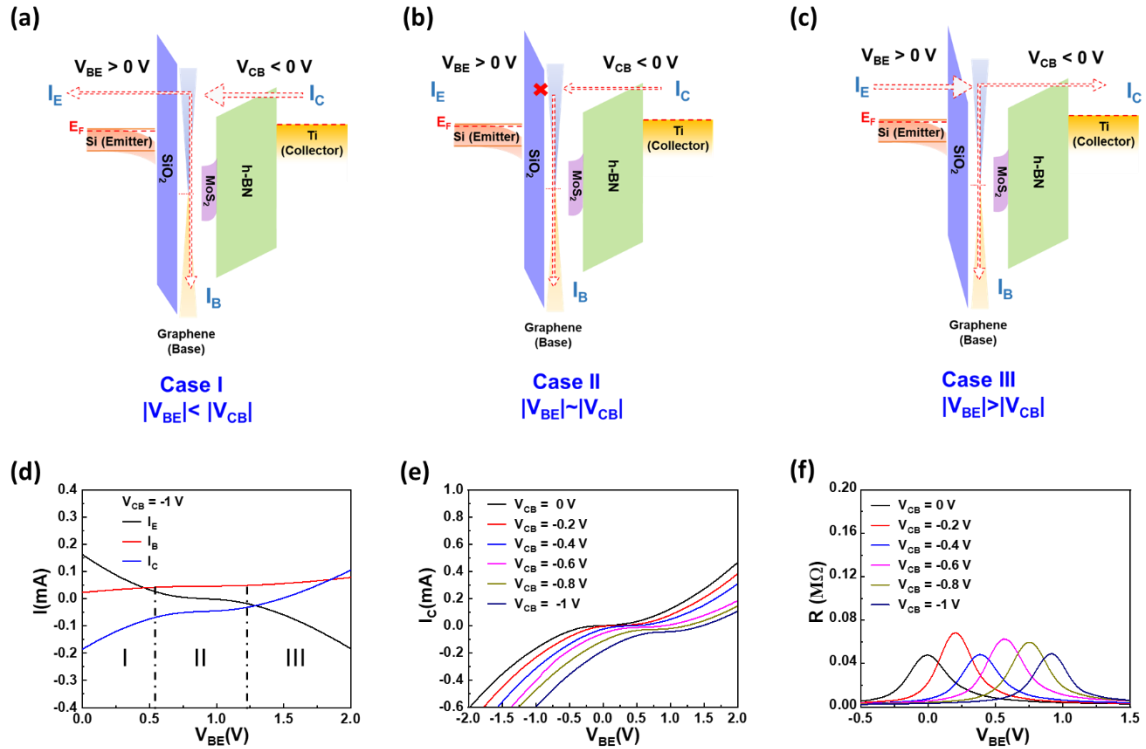 (a)
V_BE > 0 V
V_CB < 0 V
I_E
I_C
E_F
Si (Emitter)
SiO₂
MoS₂
h-BN
Ti
(Collector)
I_B
Graphene
(Base)
Case I
|V_BE|< |V_CB|
(b)
V_BE > 0 V
V_CB < 0 V
I_E
I_C
E_F
Si (Emitter)
SiO₂
MoS₂
h-BN
Ti
(Collector)
I_B
Graphene
(Base)
Case II
|V_BE|~|V_CB|
(c)
V_BE > 0 V
V_CB < 0 V
I_E
I_C
E_F
Si (Emitter)
SiO₂
MoS₂
h-BN
Ti
(Collector)
I_B
Graphene
(Base)
Case III
|V_BE|>|V_CB|
(d)
I(mA)
0.4
0.3
0.2
0.1
0.0
-0.1
-0.2
-0.3
-0.4
V_CB = -1 V
I_E
I_B
I_C
I
II
III
0.0 0.5 1.0 1.5 2.0
V_BE(V)
(e)
I_C(mA)
1.0
0.8
0.6
0.4
0.2
0.0
-0.2
-0.4
-0.6
V_CB = 0 V
V_CB = -0.2 V
V_CB = -0.4 V
V_CB = -0.6 V
V_CB = -0.8 V
V_CB = -1 V
-2.0 -1.5 -1.0 -0.5 0.0 0.5 1.0 1.5 2.0
V_BE(V)
(f)
R (MΩ)
0.20
0.16
0.12
0.08
0.04
0.00
V_CB = 0 V
V_CB = -0.2 V
V_CB = -0.4 V
V_CB = -0.6 V
V_CB = -0.8 V
V_CB = -1 V
-0.5 0.0 0.5 1.0 1.5
V_BE(V)